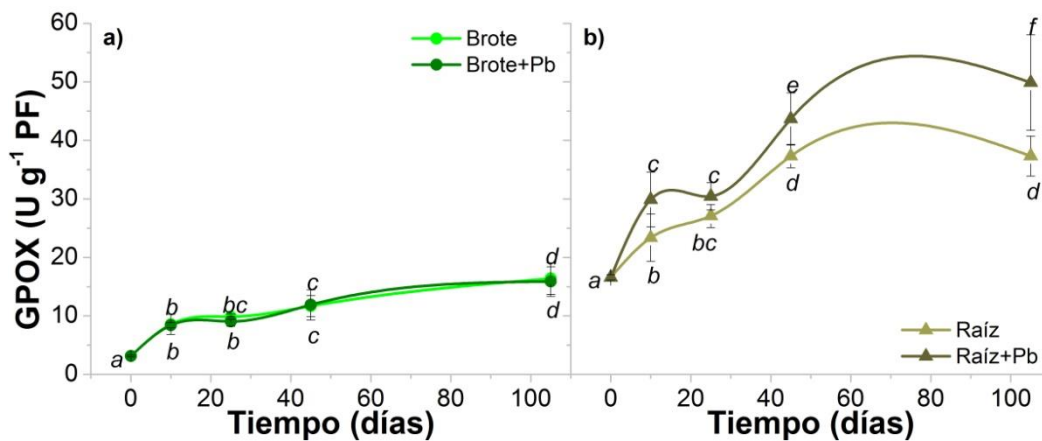 GPOX (U g⁻¹ PF)
60
50
40
30
20
10
0
a)
Brote
Brote+Pb
a
b
b
bc
b
c
c
d
d
0 20 40 60 80 100
Tiempo (días)
b)
a
c
b
c
bc
e
d
f
d
Raíz
Raíz+Pb
0 20 40 60 80 100
Tiempo (días)